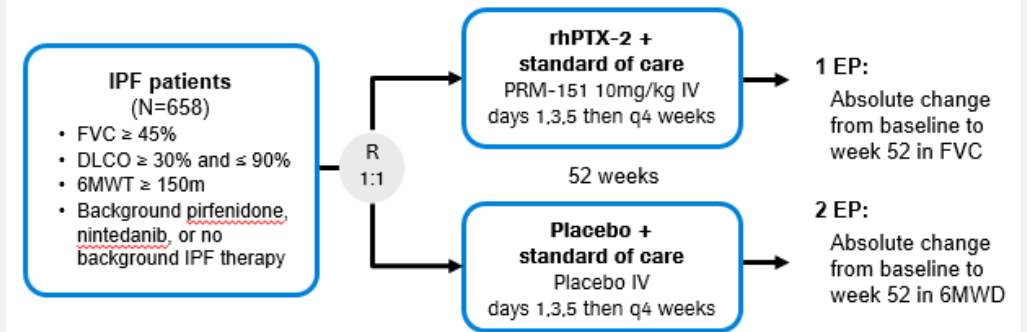 IPF patients
(N=658)
• FVC ≥ 45%
• DLCO ≥ 30% and ≤ 90%
• 6MWT ≥ 150m
• Background pirfenidone,
nintedanib, or no
background IPF therapy
R
1:1
rhPTX-2 +
standard of care
PRM-151 10mg/kg IV
days 1,3,5 then q4 weeks
52 weeks
Placebo +
standard of care
Placebo IV
days 1,3,5 then q4 weeks
1 EP:
Absolute change
from baseline to
week 52 in FVC
2 EP:
Absolute change
from baseline to
week 52 in 6MWD